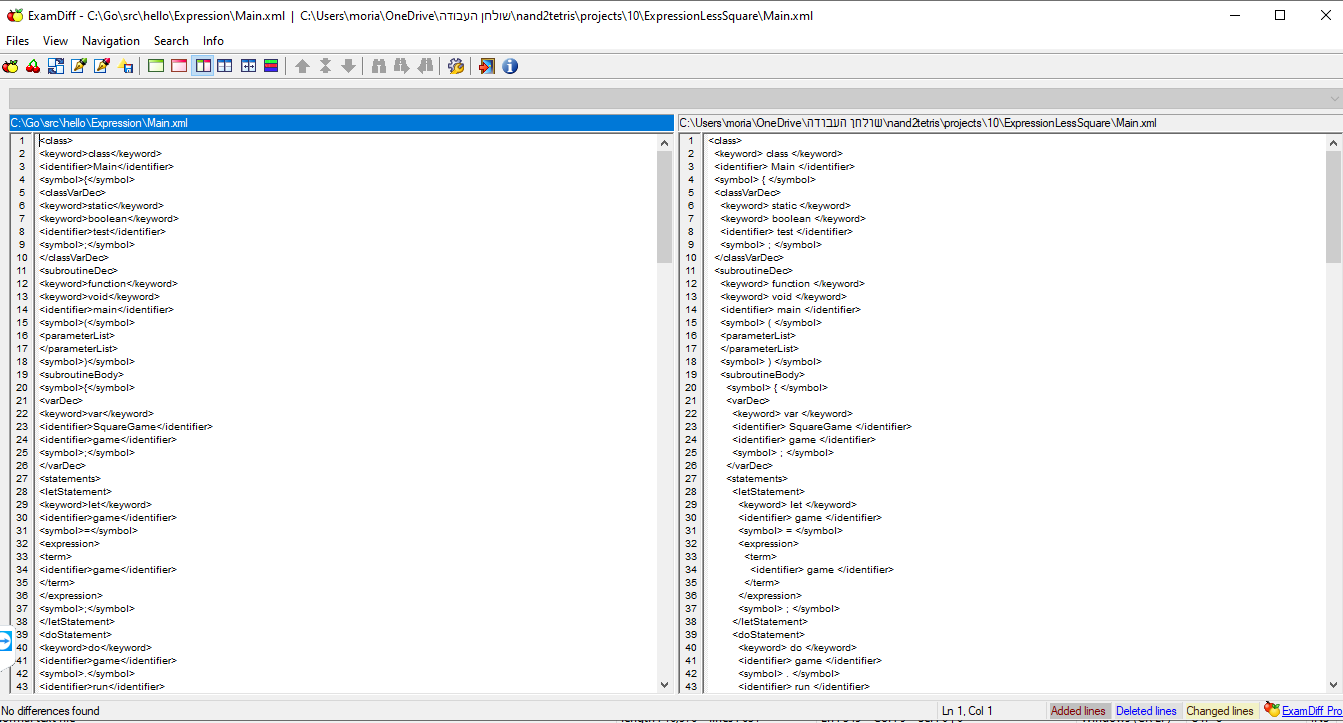 ExamDiff - C:\Go\src\hello\Expression\Main.xml | C:\Users\moria\OneDrive\שולחן העבודה\nand2tetris\projects\10\ExpressionLessSquare\Main.xml
Files View Navigation Search Info
C:\Go\src\hello\Expression\Main.xml
1 <class>
2 <keyword>class</keyword>
3 <identifier>Main</identifier>
4 <symbol>{</symbol>
5 <classVarDec>
6 <keyword>static</keyword>
7 <keyword>boolean</keyword>
8 <identifier>test</identifier>
9 <symbol>;</symbol>
10 </classVarDec>
11 <subroutineDec>
12 <keyword>function</keyword>
13 <keyword>void</keyword>
14 <identifier>main</identifier>
15 <symbol>(</symbol>
16 <parameterList>
17 </parameterList>
18 <symbol>)</symbol>
19 <subroutineBody>
20 <symbol>{</symbol>
21 <varDec>
22 <keyword>var</keyword>
23 <identifier>SquareGame</identifier>
24 <identifier>game</identifier>
25 <symbol>;</symbol>
26 </varDec>
27 <statements>
28 <letStatement>
29 <keyword>let</keyword>
30 <identifier>game</identifier>
31 <symbol>=</symbol>
32 <expression>
33 <term>
34 <identifier>game</identifier>
35 </term>
36 </expression>
37 <symbol>;</symbol>
38 </letStatement>
39 <doStatement>
40 <keyword>do</keyword>
41 <identifier>game</identifier>
42 <symbol>.</symbol>
43 <identifier>run</identifier>
C:\Users\moria\OneDrive\שולחן העבודה\nand2tetris\projects\10\ExpressionLessSquare\Main.xml
1 <class>
2 <keyword> class </keyword>
3 <identifier> Main </identifier>
4 <symbol> { </symbol>
5 <classVarDec>
6 <keyword> static </keyword>
7 <keyword> boolean </keyword>
8 <identifier> test </identifier>
9 <symbol> ; </symbol>
10 </classVarDec>
11 <subroutineDec>
12 <keyword> function </keyword>
13 <keyword> void </keyword>
14 <identifier> main </identifier>
15 <symbol> ( </symbol>
16 <parameterList>
17 </parameterList>
18 <symbol> ) </symbol>
19 <subroutineBody>
20 <symbol> { </symbol>
21 <varDec>
22 <keyword> var </keyword>
23 <identifier> SquareGame </identifier>
24 <identifier> game </identifier>
25 <symbol> ; </symbol>
26 </varDec>
27 <statements>
28 <letStatement>
29 <keyword> let </keyword>
30 <identifier> game </identifier>
31 <symbol> = </symbol>
32 <expression>
33 <term>
34 <identifier> game </identifier>
35 </term>
36 </expression>
37 <symbol> ; </symbol>
38 </letStatement>
39 <doStatement>
40 <keyword> do </keyword>
41 <identifier> game </identifier>
42 <symbol> . </symbol>
43 <identifier> run </identifier>
No differences found Ln 1, Col 1 Added lines Deleted lines Changed lines ExamDiff Pro